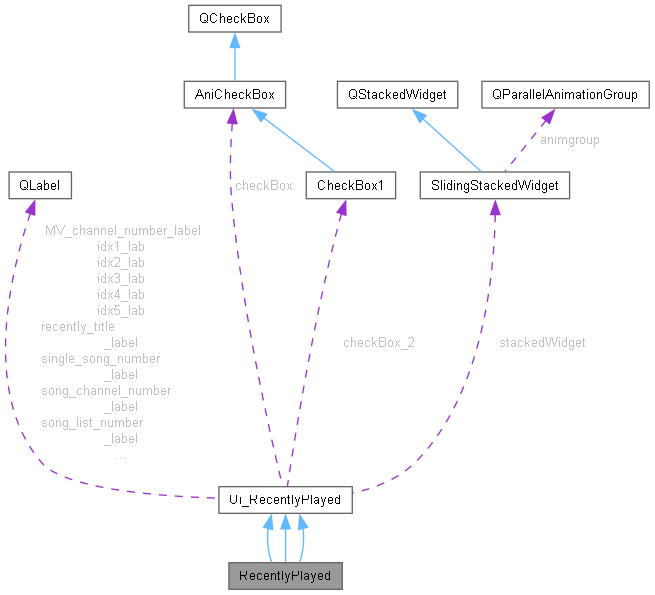 QCheckBox
AniCheckBox
QStackedWidget
QParallelAnimationGroup
animgroup
QLabel
checkBox
CheckBox1
SlidingStackedWidget
MV_channel_number_label
idx1_lab
idx2_lab
idx3_lab
idx4_lab
idx5_lab
recently_title
_label
single_song_number
_label
song_channel_number
_label
song_list_number
_label
...
checkBox_2
stackedWidget
Ui_RecentlyPlayed
RecentlyPlayed